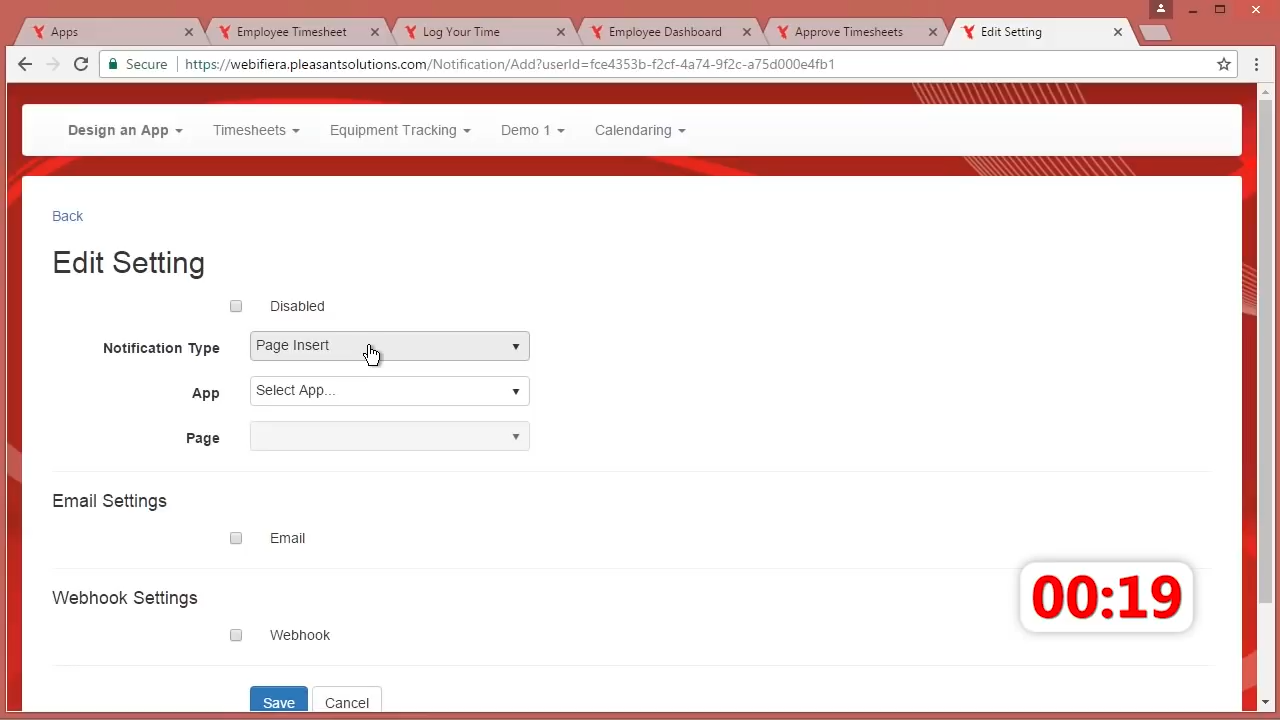 Apps
Employee Timesheet
Log Your Time
Employee Dashboard
Approve Timesheets
Edit Setting
Secure
https://webifiera.pleasantsolutions.com/Notification/Add?userId=fce4353b-f2cf-4a74-9f2c-a75d000e4fb1
Design an App
Timesheets
Equipment Tracking
Demo 1
Calendaring
Back
Edit Setting
Disabled
Notification Type
Page Insert
App
Select App...
Page
Email Settings
Email
Webhook Settings
Webhook
00:19
Save
Cancel